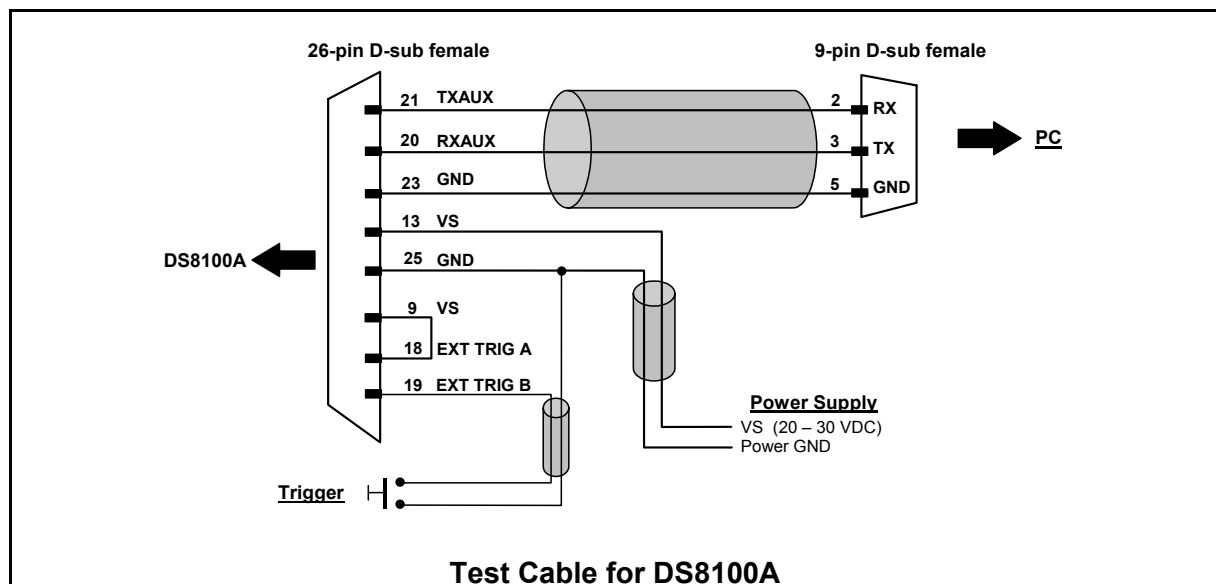 26-pin D-sub female
9-pin D-sub female
21 TXAUX
2 RX
20 RXAUX
3 TX
PC
23 GND
5 GND
13 VS
DS8100A
25 GND
9 VS
18 EXT TRIG A
19 EXT TRIG B
Power Supply
VS (20 – 30 VDC)
Power GND
Trigger
Test Cable for DS8100A